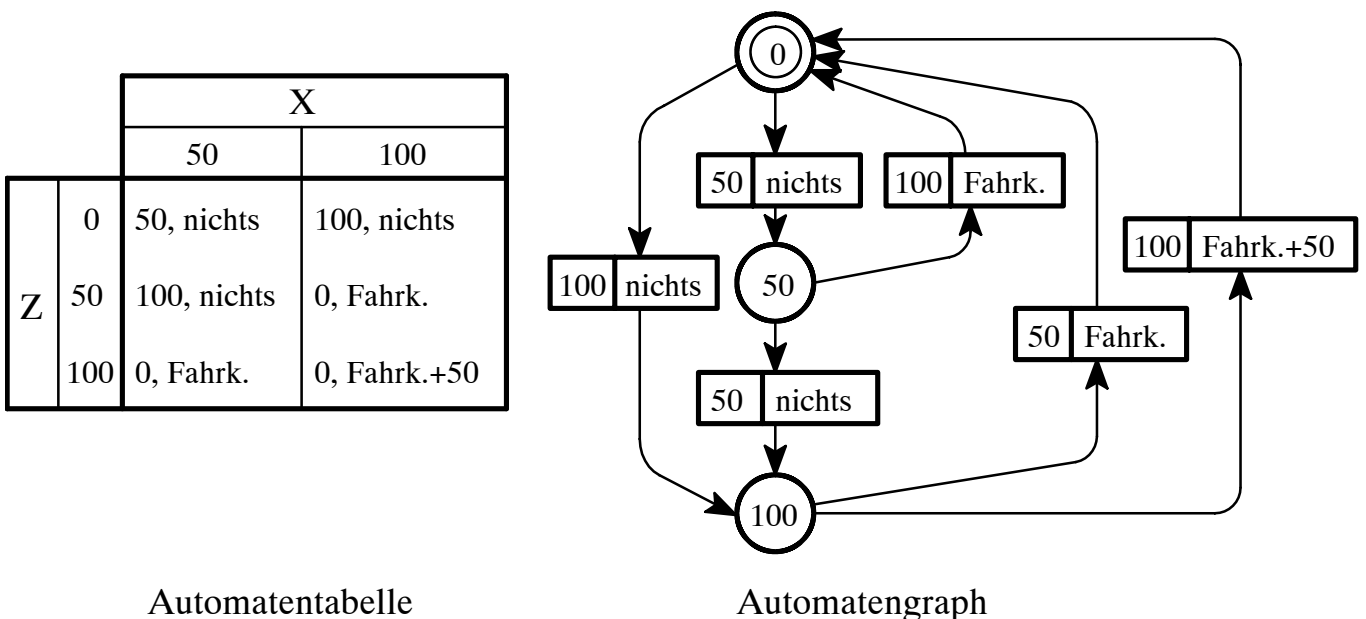 X
50 100
Z
0 50, nichts 100, nichts
50 100, nichts 0, Fahrk.
100 0, Fahrk. 0, Fahrk.+50
Automatentabelle
0
50 nichts
100 Fahrk.
100 Fahrk.+50
100 nichts
50
50 Fahrk.
50 nichts
100
Automatengraph